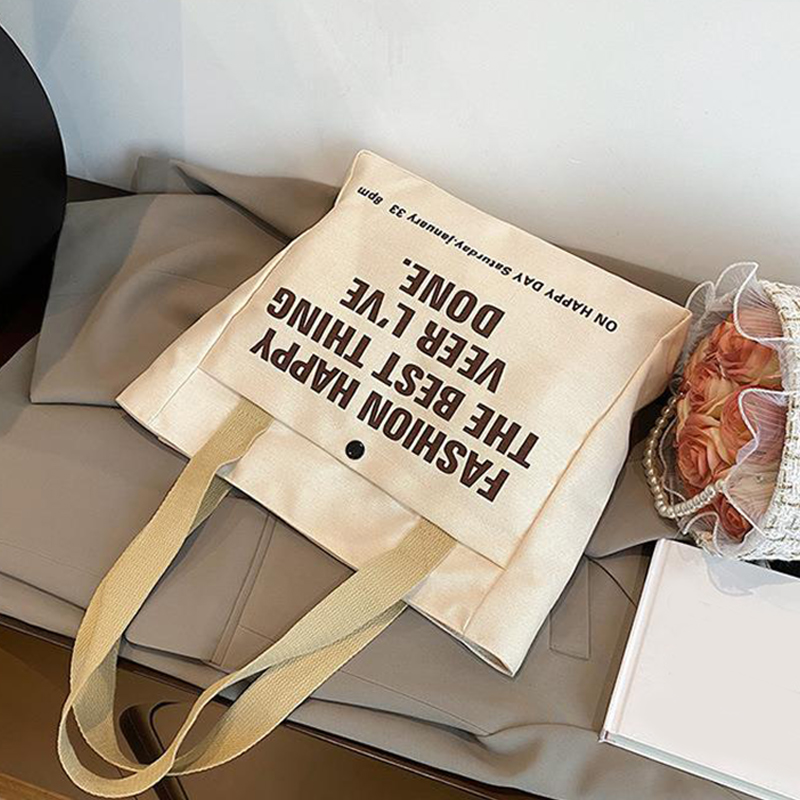 FASHION HAPPY
THE BEST THING
VEER L'VE
DONE.
ON HAPPY DAY Saturday.January 33 8pm